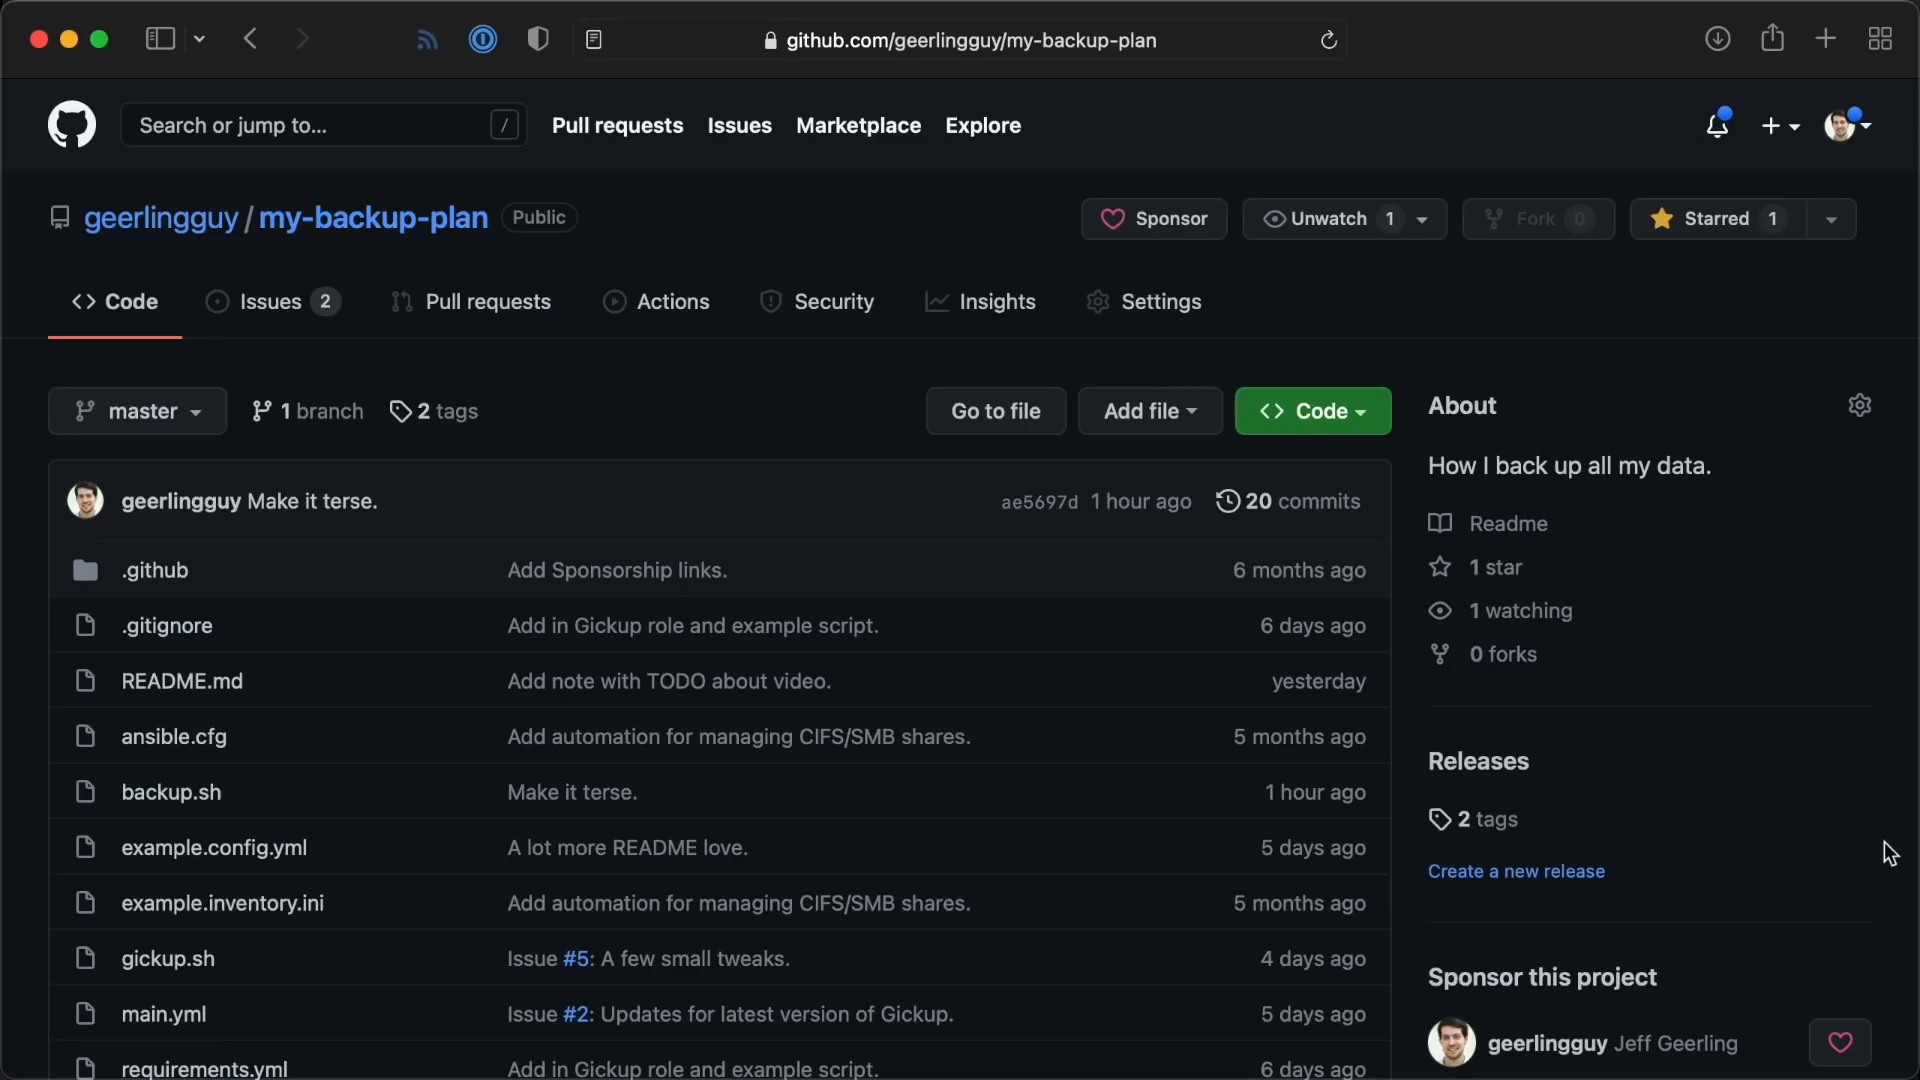 github.com/geerlingguy/my-backup-plan
Search or jump to...
/
Pull requests
Issues
Marketplace
Explore
geerlingguy / my-backup-plan
Public
Sponsor
Unwatch 1
Fork 0
Starred 1
Code
Issues 2
Pull requests
Actions
Security
Insights
Settings
master
1 branch
2 tags
Go to file
Add file
Code
geerlingguy Make it terse.
ae5697d 1 hour ago
20 commits
.github
Add Sponsorship links.
6 months ago
.gitignore
Add in Gickup role and example script.
6 days ago
README.md
Add note with TODO about video.
yesterday
ansible.cfg
Add automation for managing CIFS/SMB shares.
5 months ago
backup.sh
Make it terse.
1 hour ago
example.config.yml
A lot more README love.
5 days ago
example.inventory.ini
Add automation for managing CIFS/SMB shares.
5 months ago
gickup.sh
Issue #5: A few small tweaks.
4 days ago
main.yml
Issue #2: Updates for latest version of Gickup.
5 days ago
requirements.yml
Add in Gickup role and example script.
6 days ago
About
How I back up all my data.
Readme
1 star
1 watching
0 forks
Releases
2 tags
Create a new release
Sponsor this project
geerlingguy Jeff Geerling